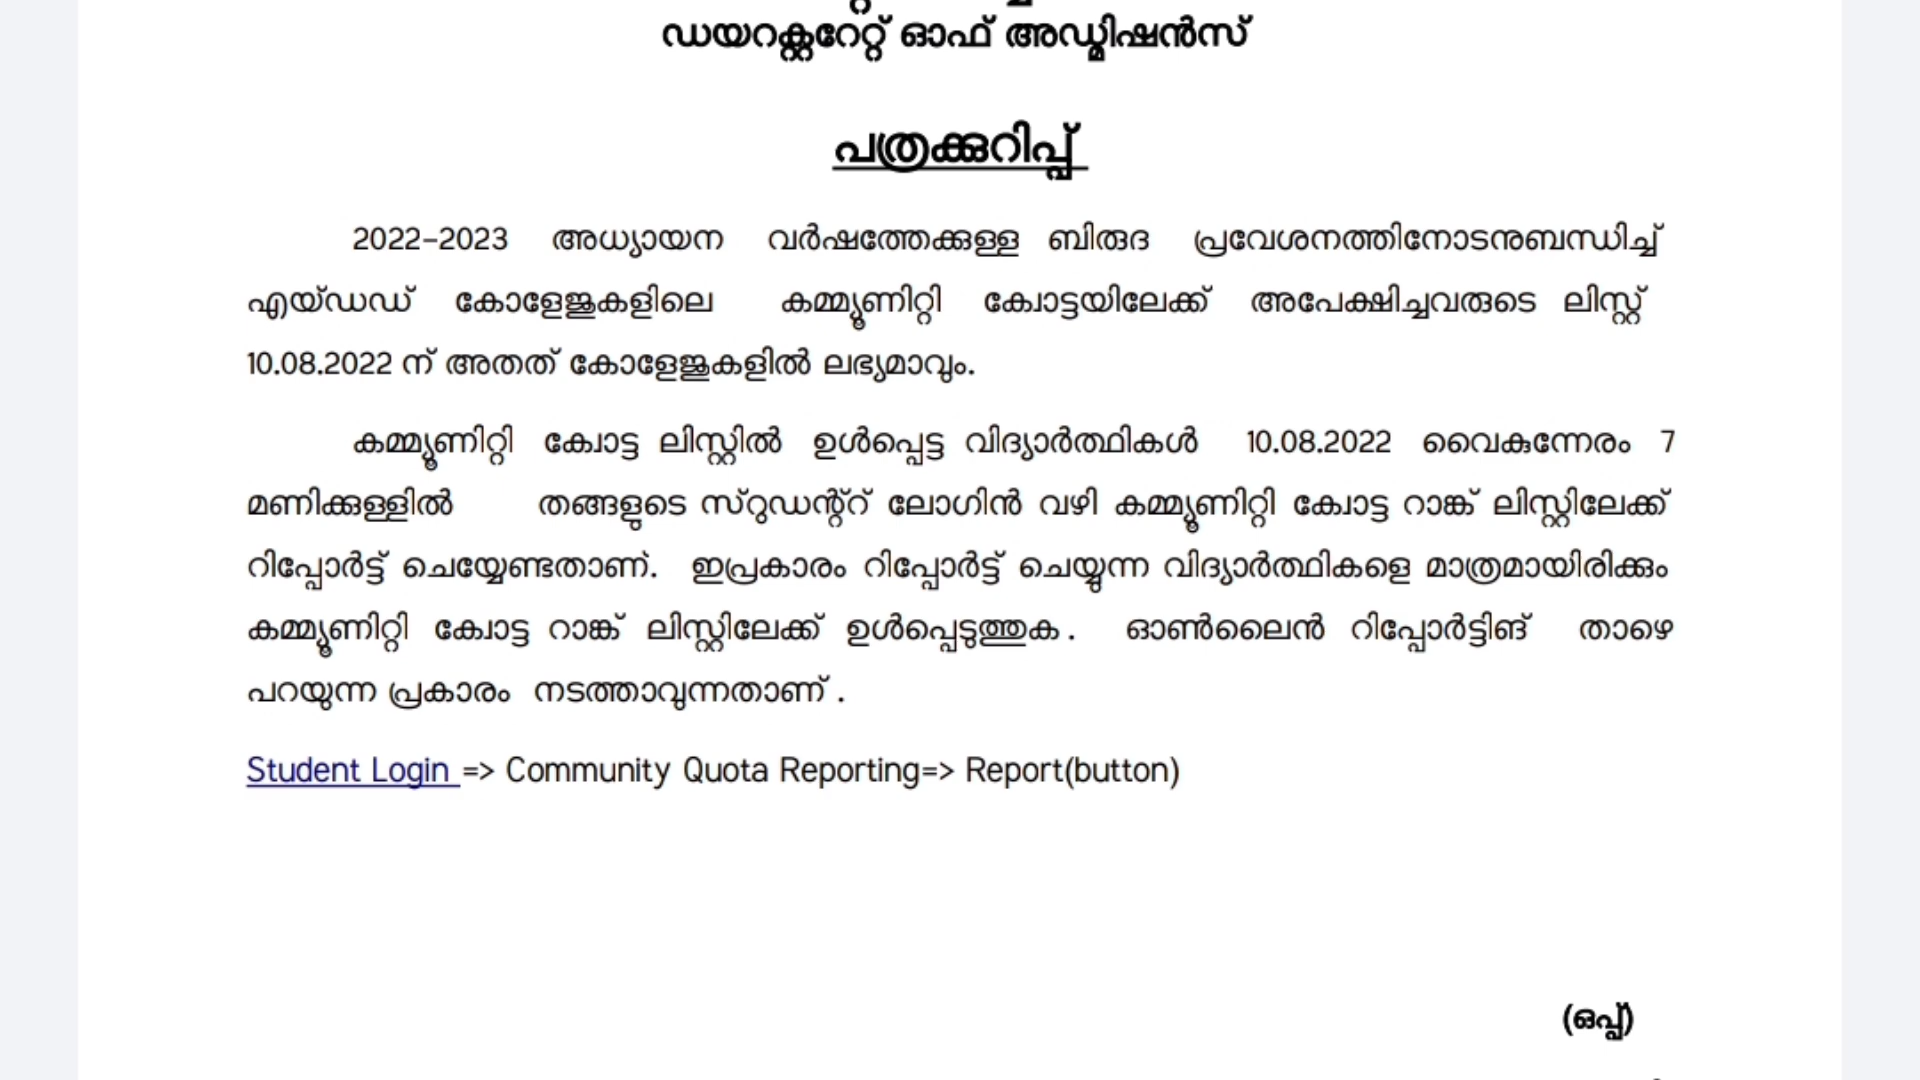 ഡയറക്ടറേറ്റ് ഓഫ് അഡ്മിഷൻസ്
പത്രക്കുറിപ്പ്
2022-2023 അധ്യായന വർഷത്തേക്കുള്ള ബിരുദ പ്രവേശനത്തിനോടനുബന്ധിച്ച്
എയ്ഡഡ് കോളേജുകളിലെ കമ്മ്യൂണിറ്റി ക്വോട്ടയിലേക്ക് അപേക്ഷിച്ചവരുടെ ലിസ്റ്റ്
10.08.2022 ന് അതത് കോളേജുകളിൽ ലഭ്യമാവും.
കമ്മ്യൂണിറ്റി ക്വോട്ട ലിസ്റ്റിൽ ഉൾപ്പെട്ട വിദ്യാർത്ഥികൾ 10.08.2022 വൈകുന്നേരം 7
മണിക്കുള്ളിൽ തങ്ങളുടെ സ്റുഡന്റ്റ് ലോഗിൻ വഴി കമ്മ്യൂണിറ്റി ക്വോട്ട റാങ്ക് ലിസ്റ്റിലേക്ക്
റിപ്പോർട്ട് ചെയ്യേണ്ടതാണ്. ഇപ്രകാരം റിപ്പോർട്ട് ചെയ്യുന്ന വിദ്യാർത്ഥികളെ മാത്രമായിരിക്കും
കമ്മ്യൂണിറ്റി ക്വോട്ട റാങ്ക് ലിസ്റ്റിലേക്ക് ഉൾപ്പെടുത്തുക . ഓൺലൈൻ റിപ്പോർട്ടിങ് താഴെ
പറയുന്ന പ്രകാരം നടത്താവുന്നതാണ് .
Student Login => Community Quota Reporting=> Report(button)
(ഒപ്പ്)